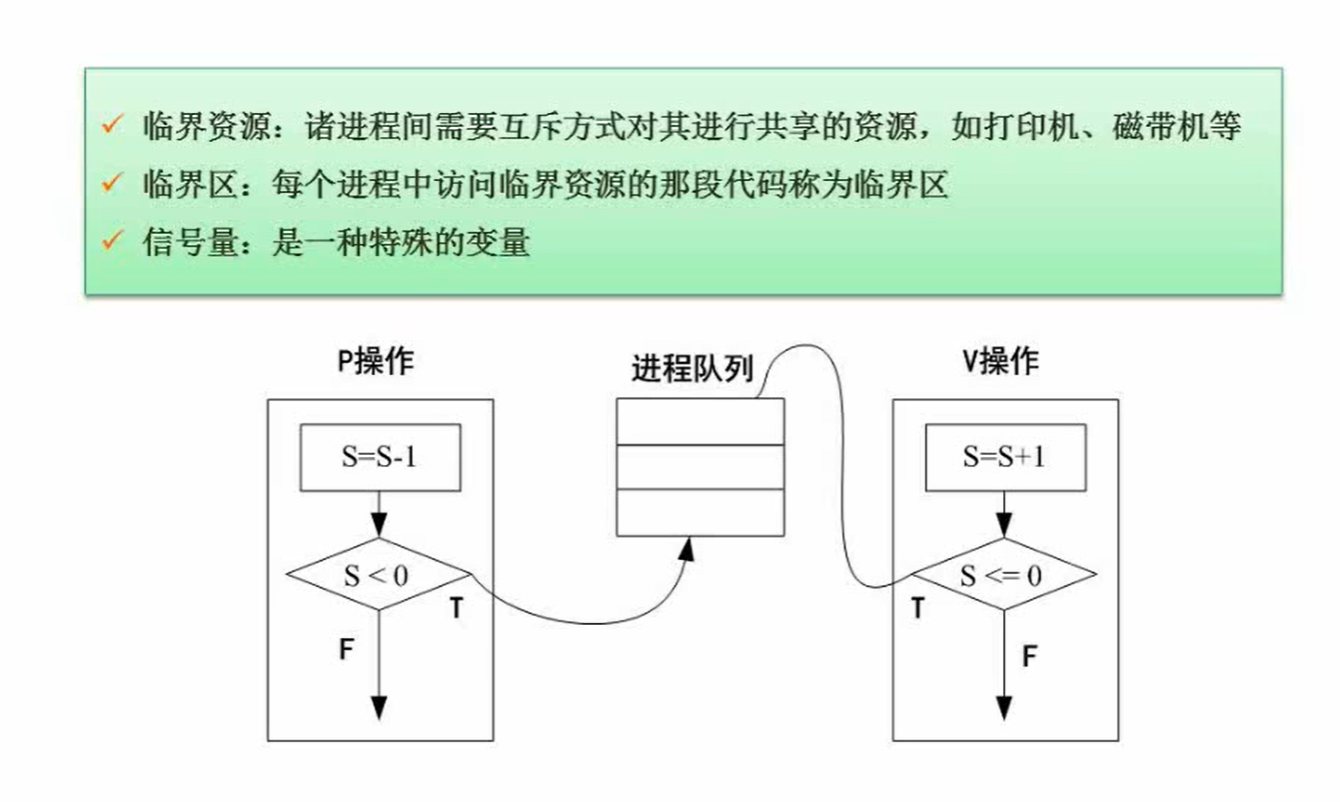 临界资源：诸进程间需要互斥方式对其进行共享的资源，如打印机、磁带机等
临界区：每个进程中访问临界资源的那段代码称为临界区
信号量：是一种特殊的变量
P操作
进程队列
V操作
S=S-1
S=S+1
S < 0
S <= 0
T
T
F
F